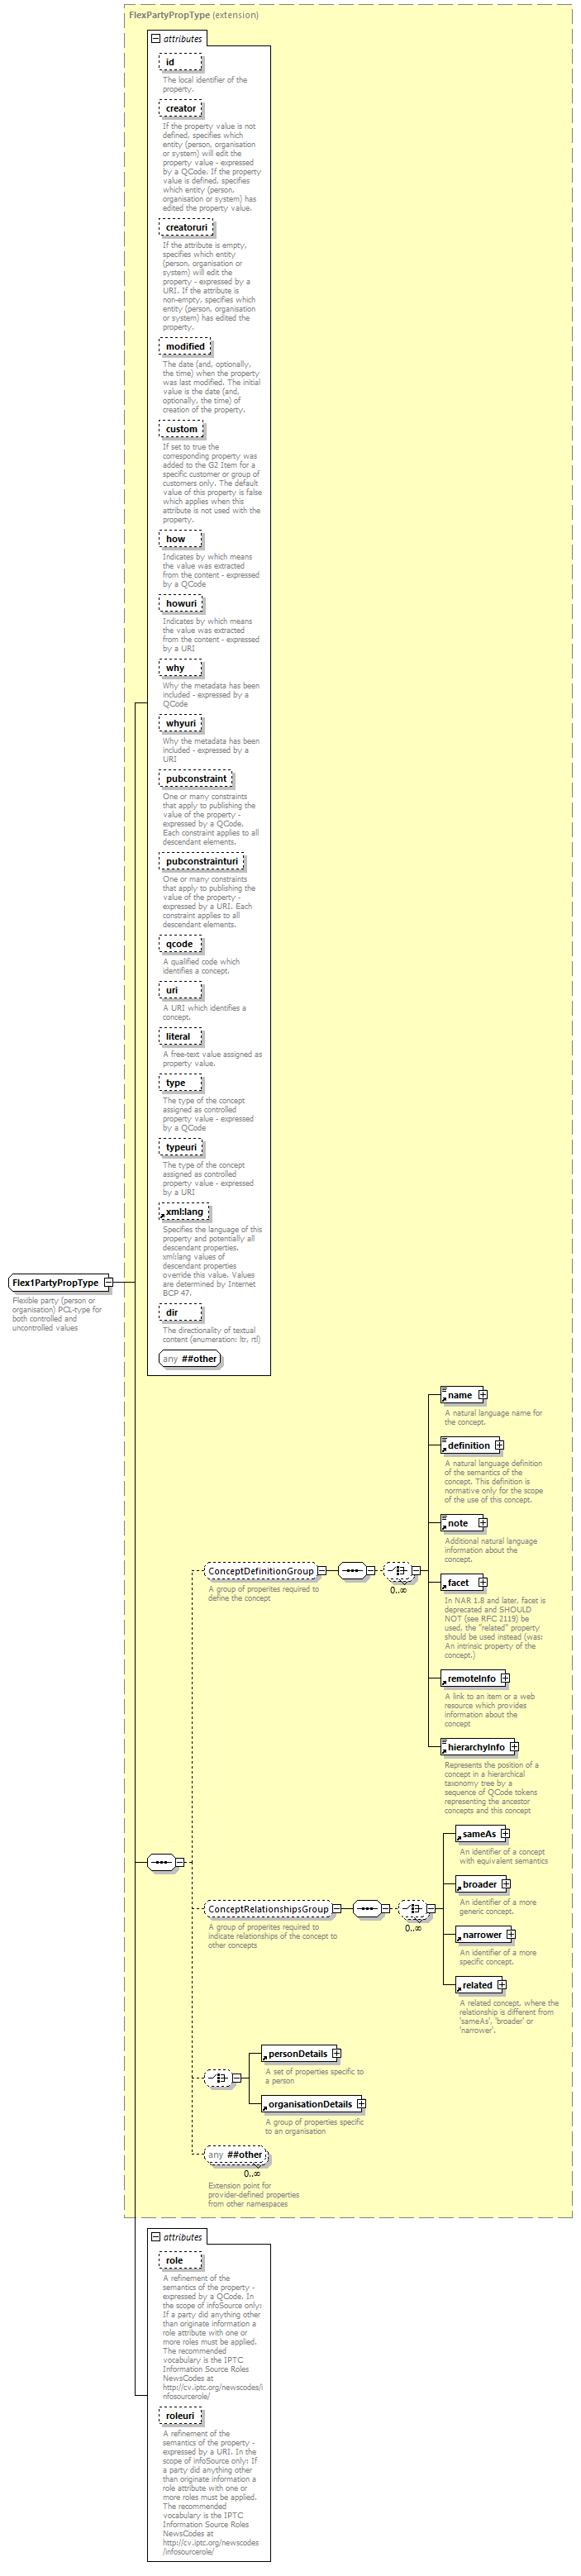 FlexPartyPropType (extension)
attributes
id
The local identifier of the
property.
creator
If the property value is not
defined, specifies which
entity (person, organisation
or system) will edit the
property value - expressed
by a QCode. If the property
value is defined, specifies
which entity (person,
organisation or system) has
edited the property value.
creatoruri
If the attribute is empty,
specifies which entity
(person, organisation or
system) will edit the
property - expressed by a
URI. If the attribute is
non-empty, specifies which
entity (person, organisation
or system) has edited the
property.
modified
The date (and, optionally,
the time) when the property
was last modified. The initial
value is the date (and,
optionally, the time) of
creation of the property.
custom
If set to true the
corresponding property was
added to the G2 Item for a
specific customer or group of
customers only. The default
value of this property is false
which applies when this
attribute is not used with the
property.
how
Indicates by which means
the value was extracted
from the content - expressed
by a QCode
howuri
Indicates by which means
the value was extracted
from the content - expressed
by a URI
why
Why the metadata has been
included - expressed by a
QCode
whyuri
Why the metadata has been
included - expressed by a
URI
pubconstraint
One or many constraints
that apply to publishing the
value of the property -
expressed by a QCode.
Each constraint applies to all
descendant elements.
pubconstrainturi
One or many constraints
that apply to publishing the
value of the property -
expressed by a URI. Each
constraint applies to all
descendant elements.
qcode
A qualified code which
identifies a concept.
uri
A URI which identifies a
concept.
literal
A free-text value assigned as
property value.
type
The type of the concept
assigned as controlled
property value - expressed
by a QCode
typeuri
The type of the concept
assigned as controlled
property value - expressed
by a URI
xml:lang
Specifies the language of this
property and potentially all
descendant properties.
xml:lang values of
descendant properties
override this value. Values
are determined by Internet
BCP 47.
dir
The directionality of textual
content (enumeration: ltr, rtl)
any ##other
Flex1PartyPropType
Flexible party (person or
organisation) PCL-type for
both controlled and
uncontrolled values
name
A natural language name for
the concept.
definition
A natural language definition
of the semantics of the
concept. This definition is
normative only for the scope
of the use of this concept.
note
Additional natural language
information about the
concept.
ConceptDefinitionGroup
0..∞
A group of properites required to
define the concept
facet
In NAR 1.8 and later, facet is
deprecated and SHOULD
NOT (see RFC 2119) be
used, the "related" property
should be used instead (was:
An intrinsic property of the
concept.)
remoteInfo
A link to an item or a web
resource which provides
information about the
concept
hierarchyInfo
Represents the position of a
concept in a hierarchical
taxonomy tree by a
sequence of QCode tokens
representing the ancestor
concepts and this concept
sameAs
An identifier of a concept
with equivalent semantics
broader
An identifier of a more
generic concept.
ConceptRelationshipsGroup
0..∞
A group of properites required to
indicate relationships of the concept to
other concepts
narrower
An identifier of a more
specific concept.
related
A related concept, where the
relationship is different from
'sameAs', 'broader' or
'narrower'.
personDetails
A set of properties specific to
a person
organisationDetails
A group of properties specific
to an organisation
any ##other
0..∞
Extension point for
provider-defined properties
from other namespaces
attributes
role
A refinement of the
semantics of the property -
expressed by a QCode. In
the scope of infoSource only:
If a party did anything other
than originate information a
role attribute with one or
more roles must be applied.
The recommended
vocabulary is the IPTC
Information Source Roles
NewsCodes at
http://cv.iptc.org/newscodes/i
nfosourcerole/
roleuri
A refinement of the
semantics of the property -
expressed by a URI. In the
scope of infoSource only: If
a party did anything other
than originate information a
role attribute with one or
more roles must be applied.
The recommended
vocabulary is the IPTC
Information Source Roles
NewsCodes at
http://cv.iptc.org/newscodes
/infosourcerole/